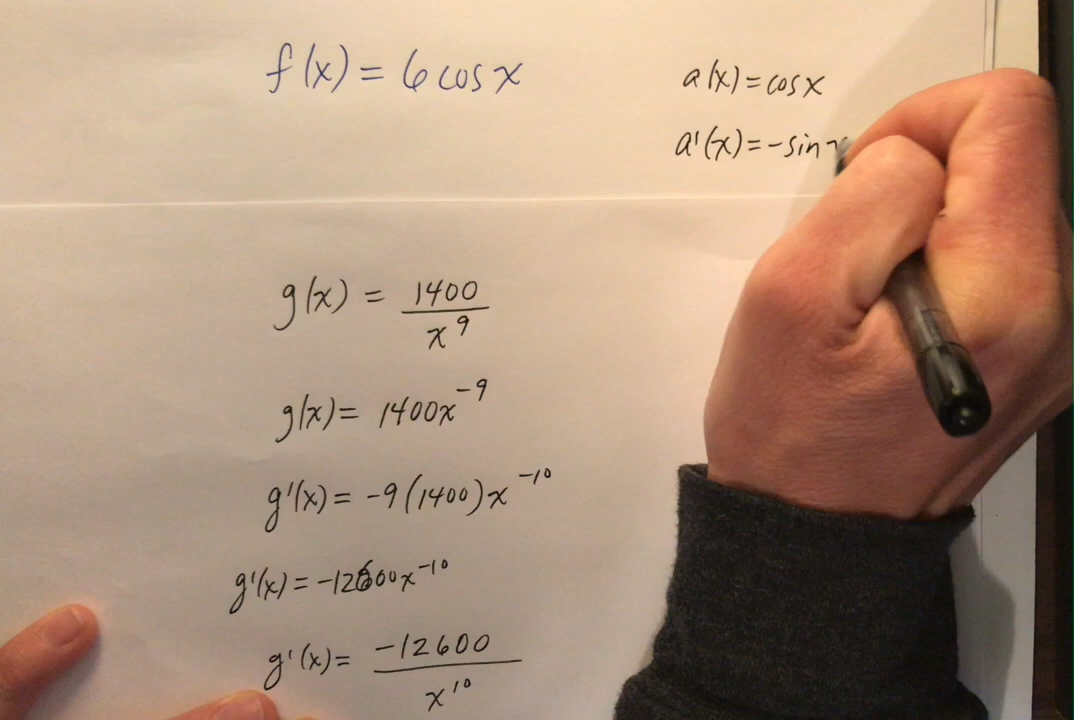 f(x) = 6 cos x
a(x) = cos x
a'(x) = -sin x
g(x) = 1400 / x^9
g(x) = 1400x^-9
g'(x) = -9(1400)x^-10
g'(x) = -12600x^-10
g'(x) = -12600 / x^10